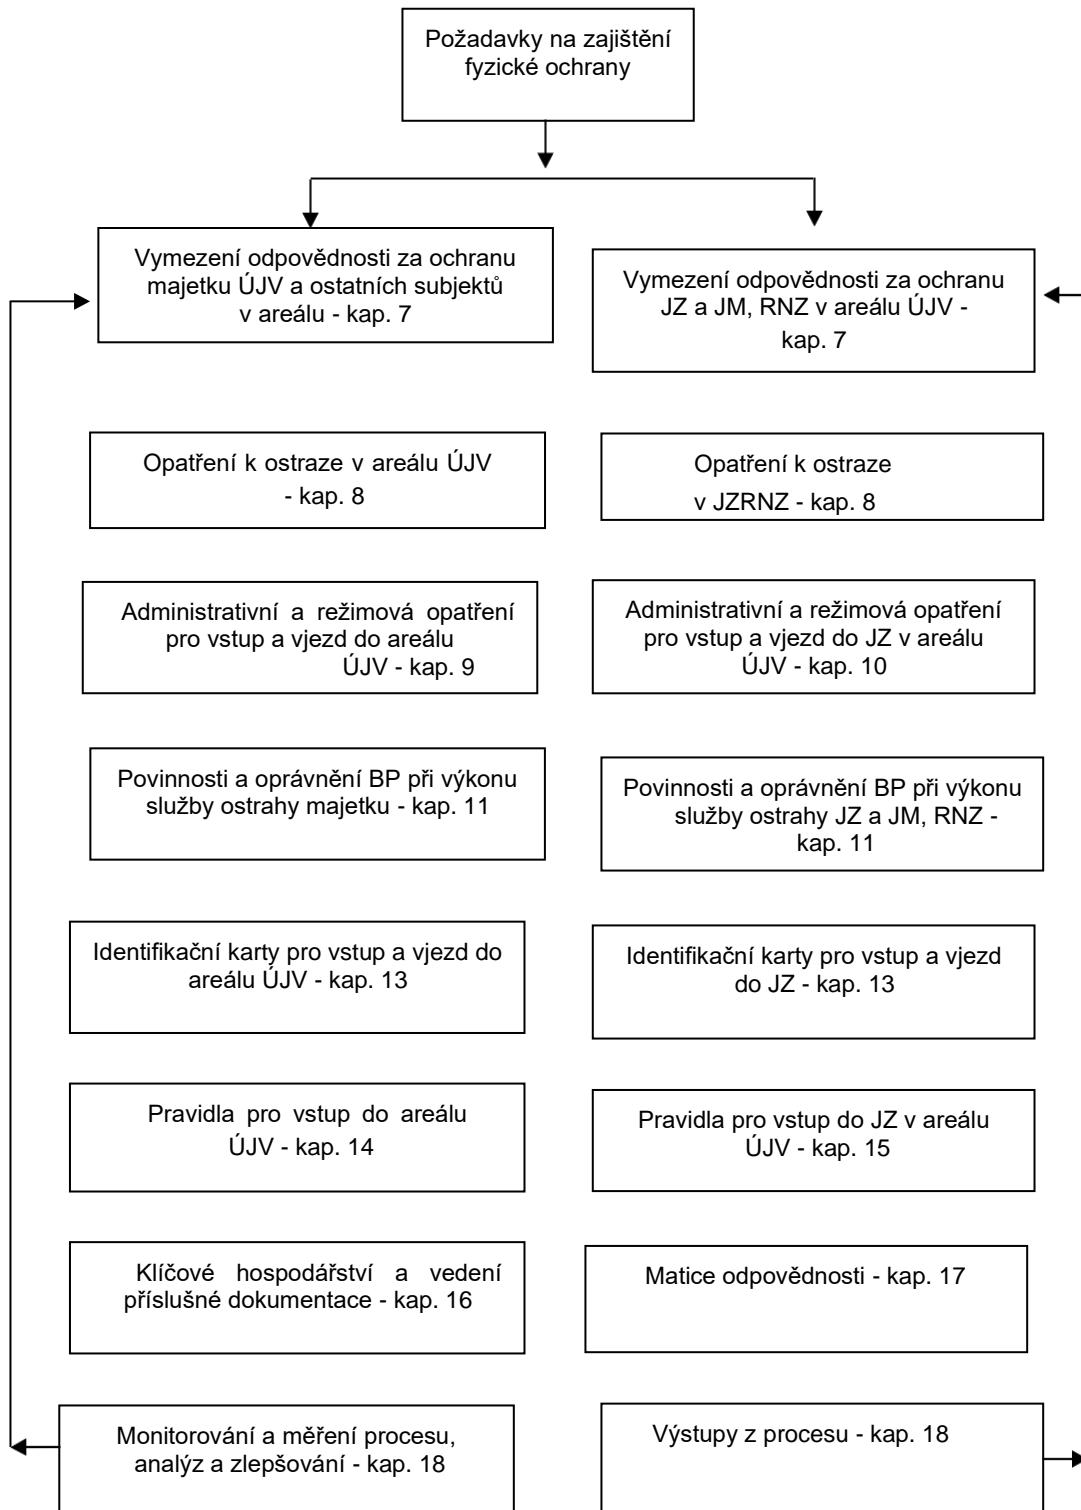 Požadavky na zajištění
fyzické ochrany
Vymezení odpovědnosti za ochranu
majetku ÚJV a ostatních subjektů
v areálu - kap. 7
Vymezení odpovědnosti za ochranu
JZ a JM, RNZ v areálu ÚJV -
kap. 7
Opatření k ostraze v areálu ÚJV
- kap. 8
Opatření k ostraze
v JZRNZ - kap. 8
Administrativní a režimová opatření
pro vstup a vjezd do areálu
ÚJV - kap. 9
Administrativní a režimová opatření
pro vstup a vjezd do JZ v areálu
ÚJV - kap. 10
Povinnosti a oprávnění BP při výkonu
služby ostrahy majetku - kap. 11
Povinnosti a oprávnění BP při výkonu
služby ostrahy JZ a JM, RNZ -
kap. 11
Identifikační karty pro vstup a vjezd do
areálu ÚJV - kap. 13
Identifikační karty pro vstup a vjezd
do JZ - kap. 13
Pravidla pro vstup do areálu
ÚJV - kap. 14
Pravidla pro vstup do JZ v areálu
ÚJV - kap. 15
Klíčové hospodářství a vedení
příslušné dokumentace - kap. 16
Matice odpovědnosti - kap. 17
Monitorování a měření procesu,
analýz a zlepšování - kap. 18
Výstupy z procesu - kap. 18